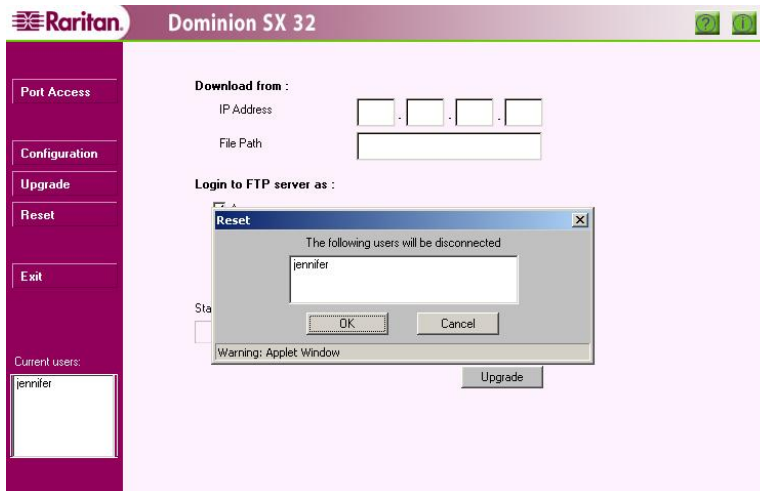 Raritan.
Dominion SX 32
? i
Port Access
Configuration
Upgrade
Reset
Exit
Current users:
jennifer
Download from :
IP Address
. . .
File Path
Login to FTP server as :
Reset
The following users will be disconnected
jennifer
OK Cancel
Warning: Applet Window
Upgrade